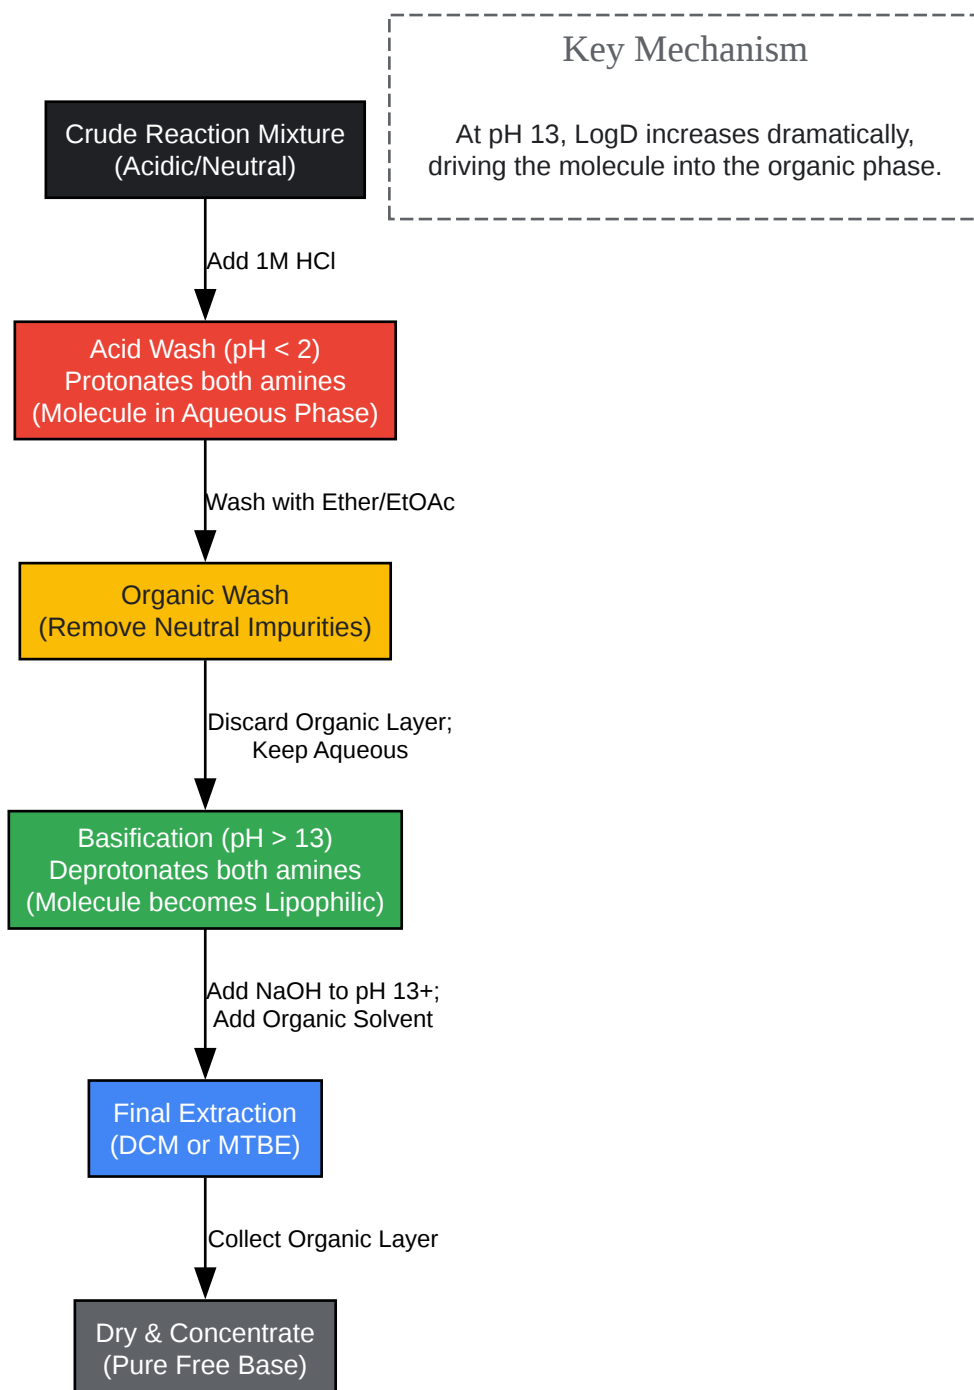 Key Mechanism
At pH 13, LogD increases dramatically,
driving the molecule into the organic phase.
Crude Reaction Mixture
(Acidic/Neutral)
Add 1M HCl
Acid Wash (pH < 2)
Protonates both amines
(Molecule in Aqueous Phase)
Wash with Ether/EtOAc
Organic Wash
(Remove Neutral Impurities)
Discard Organic Layer;
Keep Aqueous
Basification (pH > 13)
Deprotonates both amines
(Molecule becomes Lipophilic)
Add NaOH to pH 13+;
Add Organic Solvent
Final Extraction
(DCM or MTBE)
Collect Organic Layer
Dry & Concentrate
(Pure Free Base)